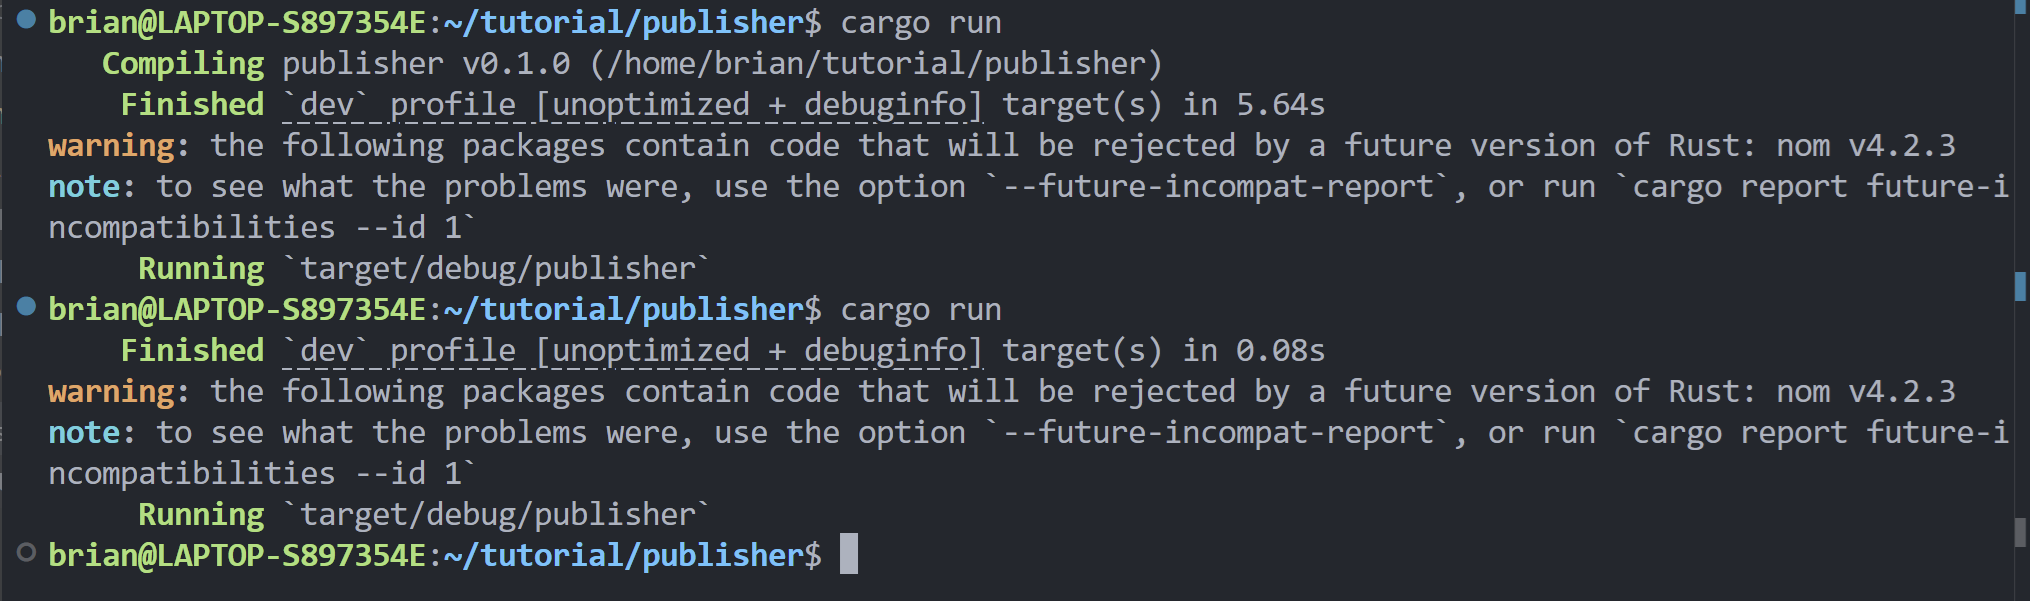 brian@LAPTOP-S897354E:~/tutorial/publisher$ cargo run
   Compiling publisher v0.1.0 (/home/brian/tutorial/publisher)
    Finished `dev` profile [unoptimized + debuginfo] target(s) in 5.64s
warning: the following packages contain code that will be rejected by a future version of Rust: nom v4.2.3
note: to see what the problems were, use the option `--future-incompat-report`, or run `cargo report future-i
ncompatibilities --id 1`
     Running `target/debug/publisher`
brian@LAPTOP-S897354E:~/tutorial/publisher$ cargo run
    Finished `dev` profile [unoptimized + debuginfo] target(s) in 0.08s
warning: the following packages contain code that will be rejected by a future version of Rust: nom v4.2.3
note: to see what the problems were, use the option `--future-incompat-report`, or run `cargo report future-i
ncompatibilities --id 1`
     Running `target/debug/publisher`
brian@LAPTOP-S897354E:~/tutorial/publisher$